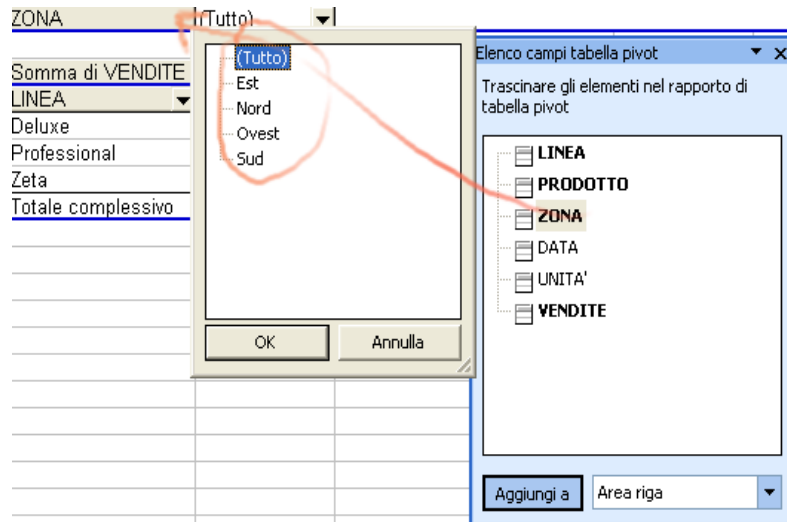 ZONA (Tutto)
Somma di VENDITE
LINEA
Deluxe
Professional
Zeta
Totale complessivo
(Tutto)
Est
Nord
Ovest
Sud
OK Annulla
Elenco campi tabella pivot
Trascinare gli elementi nel rapporto di
tabella pivot
LINEA
PRODOTTO
ZONA
DATA
UNITA'
VENDITE
Aggiungi a Area riga